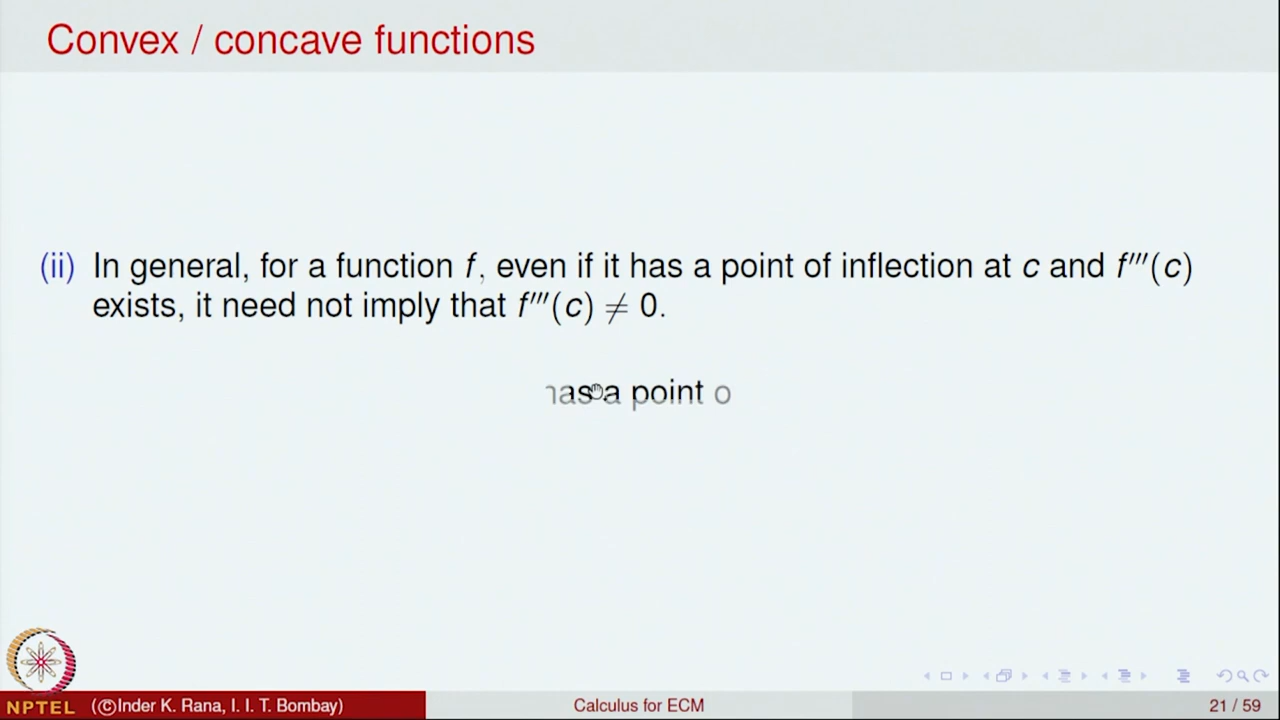 Convex / concave functions
(ii) In general, for a function f, even if it has a point of inflection at c and f′′′(c)
exists, it need not imply that f′′′(c) ≠ 0.
has a point o
NPTEL (©Inder K. Rana, I. I. T. Bombay) Calculus for ECM 21 / 59